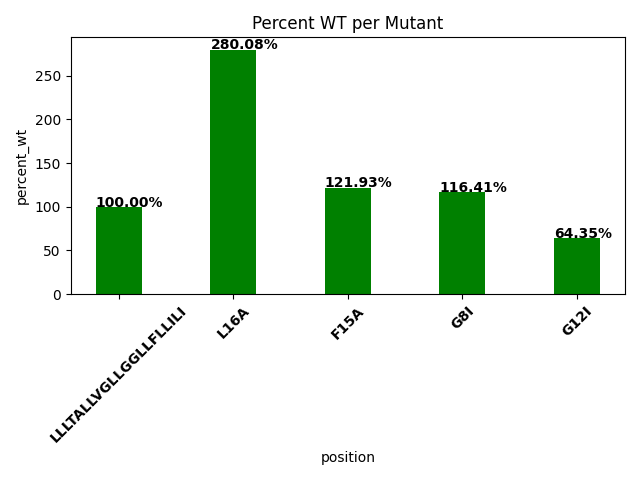 Percent WT per Mutant
percent_wt
250
200
150
100
50
0
100.00%
280.08%
121.93%
116.41%
64.35%
LLLTALLVGLLGGLLFLLILI
L16A
F15A
G8I
G12I
position